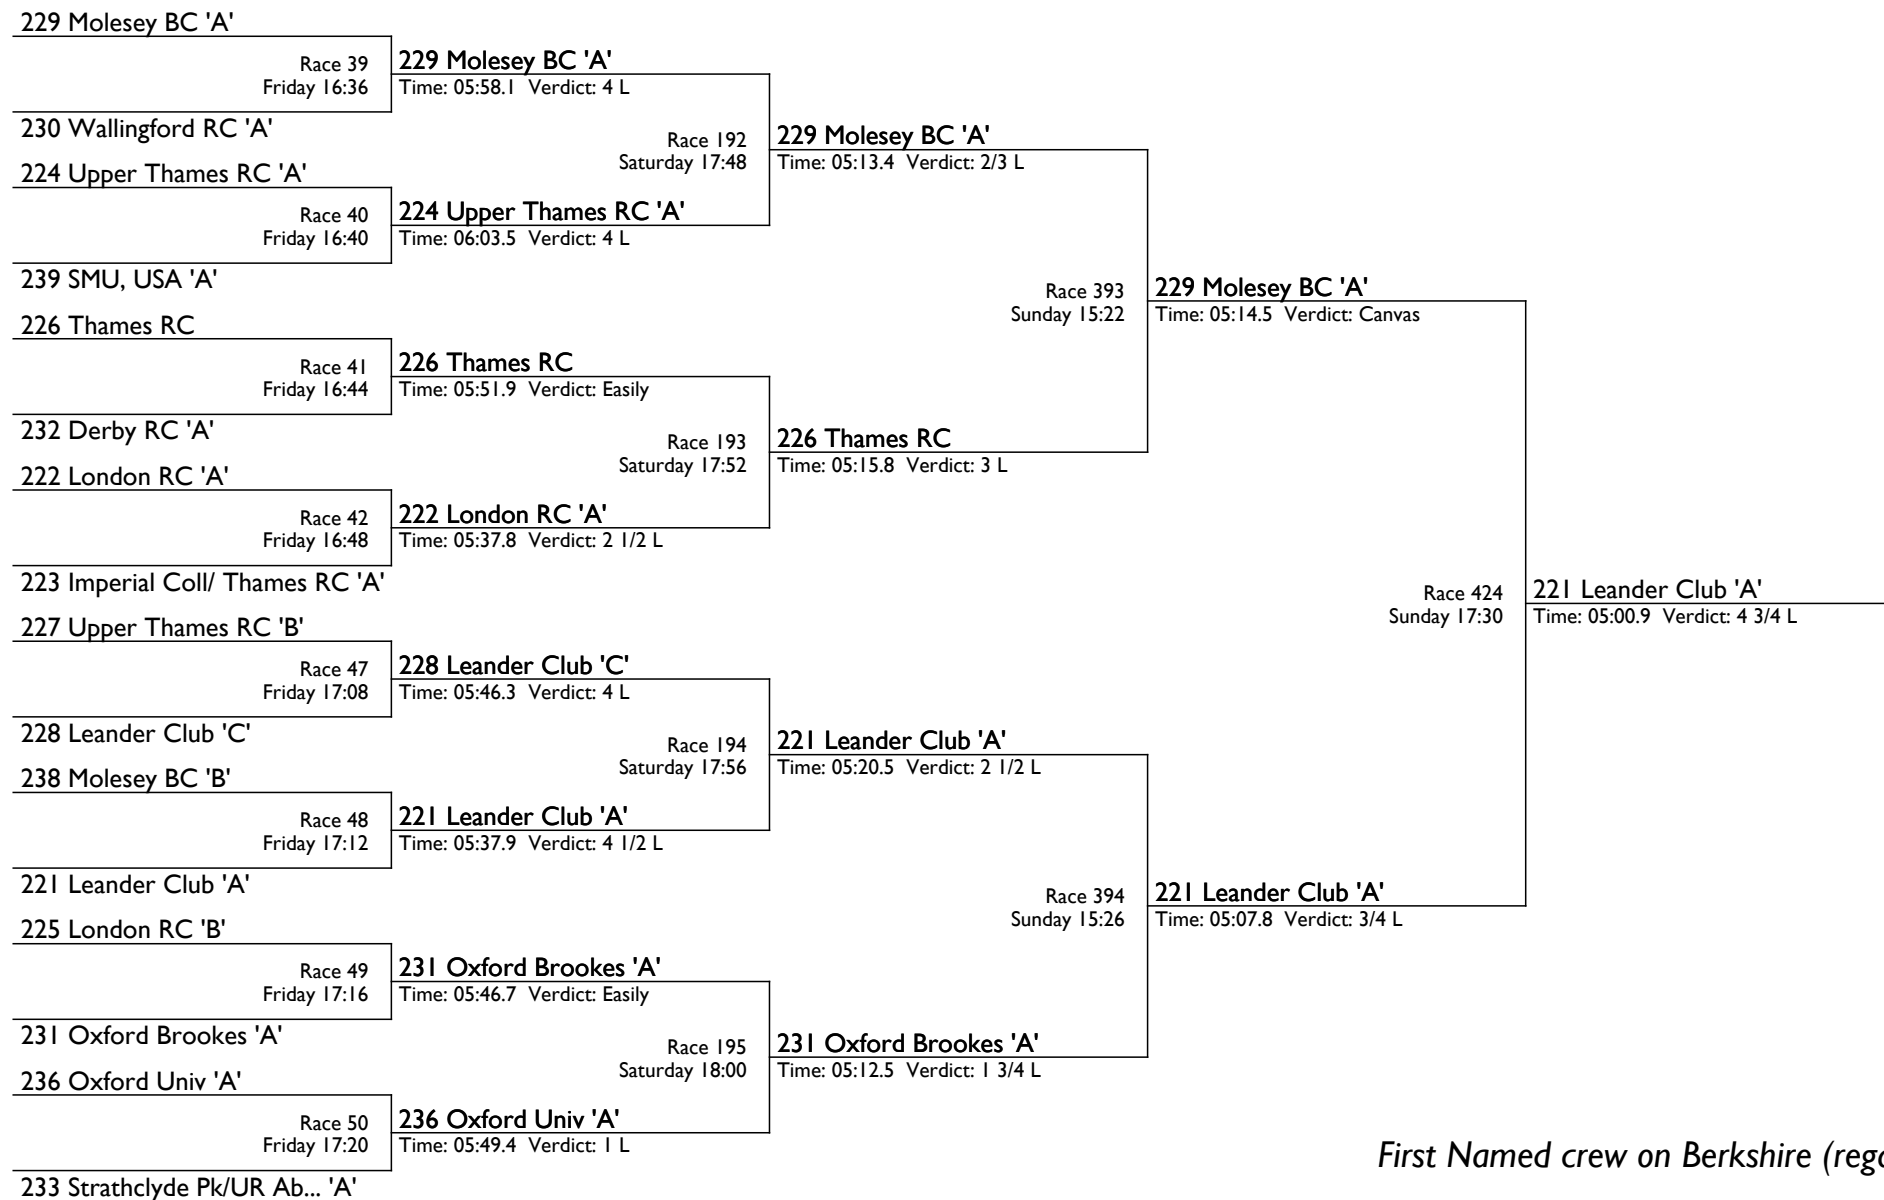 229 Molesey BC 'A'
Race 39
Friday 16:36
229 Molesey BC 'A'
Time: 05:58.1 Verdict: 4 L
230 Wallingford RC 'A'
Race 192
Saturday 17:48
229 Molesey BC 'A'
Time: 05:13.4 Verdict: 2/3 L
224 Upper Thames RC 'A'
Race 40
Friday 16:40
224 Upper Thames RC 'A'
Time: 06:03.5 Verdict: 4 L
239 SMU, USA 'A'
Race 393
Sunday 15:22
229 Molesey BC 'A'
Time: 05:14.5 Verdict: Canvas
226 Thames RC
Race 41
Friday 16:44
226 Thames RC
Time: 05:51.9 Verdict: Easily
232 Derby RC 'A'
Race 193
Saturday 17:52
226 Thames RC
Time: 05:15.8 Verdict: 3 L
222 London RC 'A'
Race 42
Friday 16:48
222 London RC 'A'
Time: 05:37.8 Verdict: 2 1/2 L
223 Imperial Coll/ Thames RC 'A'
Race 424
Sunday 17:30
221 Leander Club 'A'
Time: 05:00.9 Verdict: 4 3/4 L
227 Upper Thames RC 'B'
Race 47
Friday 17:08
228 Leander Club 'C'
Time: 05:46.3 Verdict: 4 L
228 Leander Club 'C'
Race 194
Saturday 17:56
221 Leander Club 'A'
Time: 05:20.5 Verdict: 2 1/2 L
238 Molesey BC 'B'
Race 48
Friday 17:12
221 Leander Club 'A'
Time: 05:37.9 Verdict: 4 1/2 L
221 Leander Club 'A'
Race 394
Sunday 15:26
221 Leander Club 'A'
Time: 05:07.8 Verdict: 3/4 L
225 London RC 'B'
Race 49
Friday 17:16
231 Oxford Brookes 'A'
Time: 05:46.7 Verdict: Easily
231 Oxford Brookes 'A'
Race 195
Saturday 18:00
231 Oxford Brookes 'A'
Time: 05:12.5 Verdict: 1 3/4 L
236 Oxford Univ 'A'
Race 50
Friday 17:20
236 Oxford Univ 'A'
Time: 05:49.4 Verdict: 1 L
233 Strathclyde Pk/UR Ab... 'A'
First Named crew on Berkshire